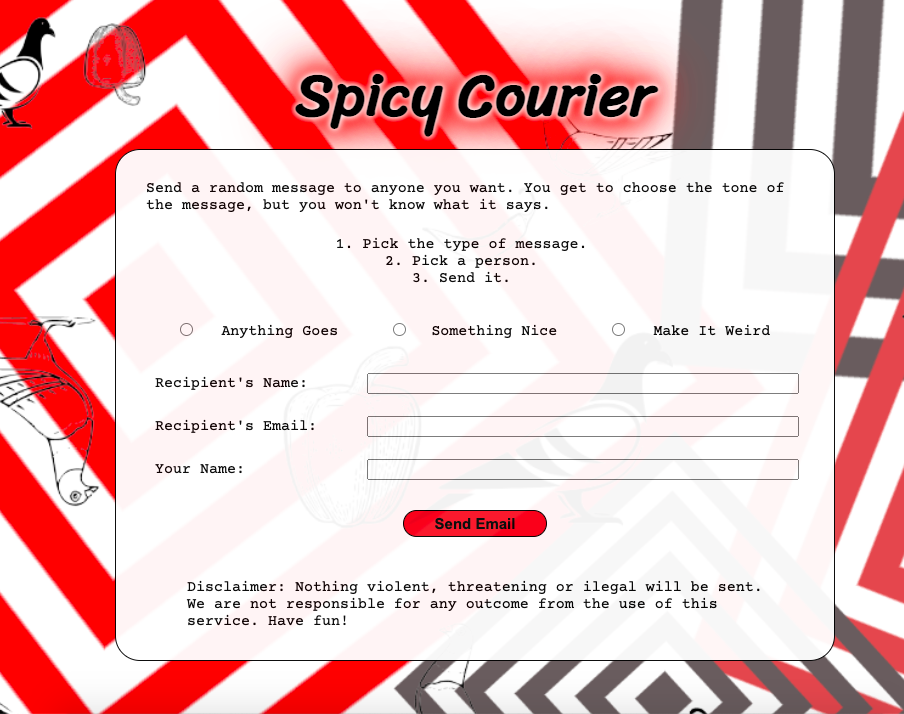 Spicy Courier
Send a random message to anyone you want. You get to choose the tone of
the message, but you won't know what it says.
1. Pick the type of message.
2. Pick a person.
3. Send it.
Anything Goes Something Nice Make It Weird
Recipient's Name:
Recipient's Email:
Your Name:
Send Email
Disclaimer: Nothing violent, threatening or ilegal will be sent.
We are not responsible for any outcome from the use of this
service. Have fun!